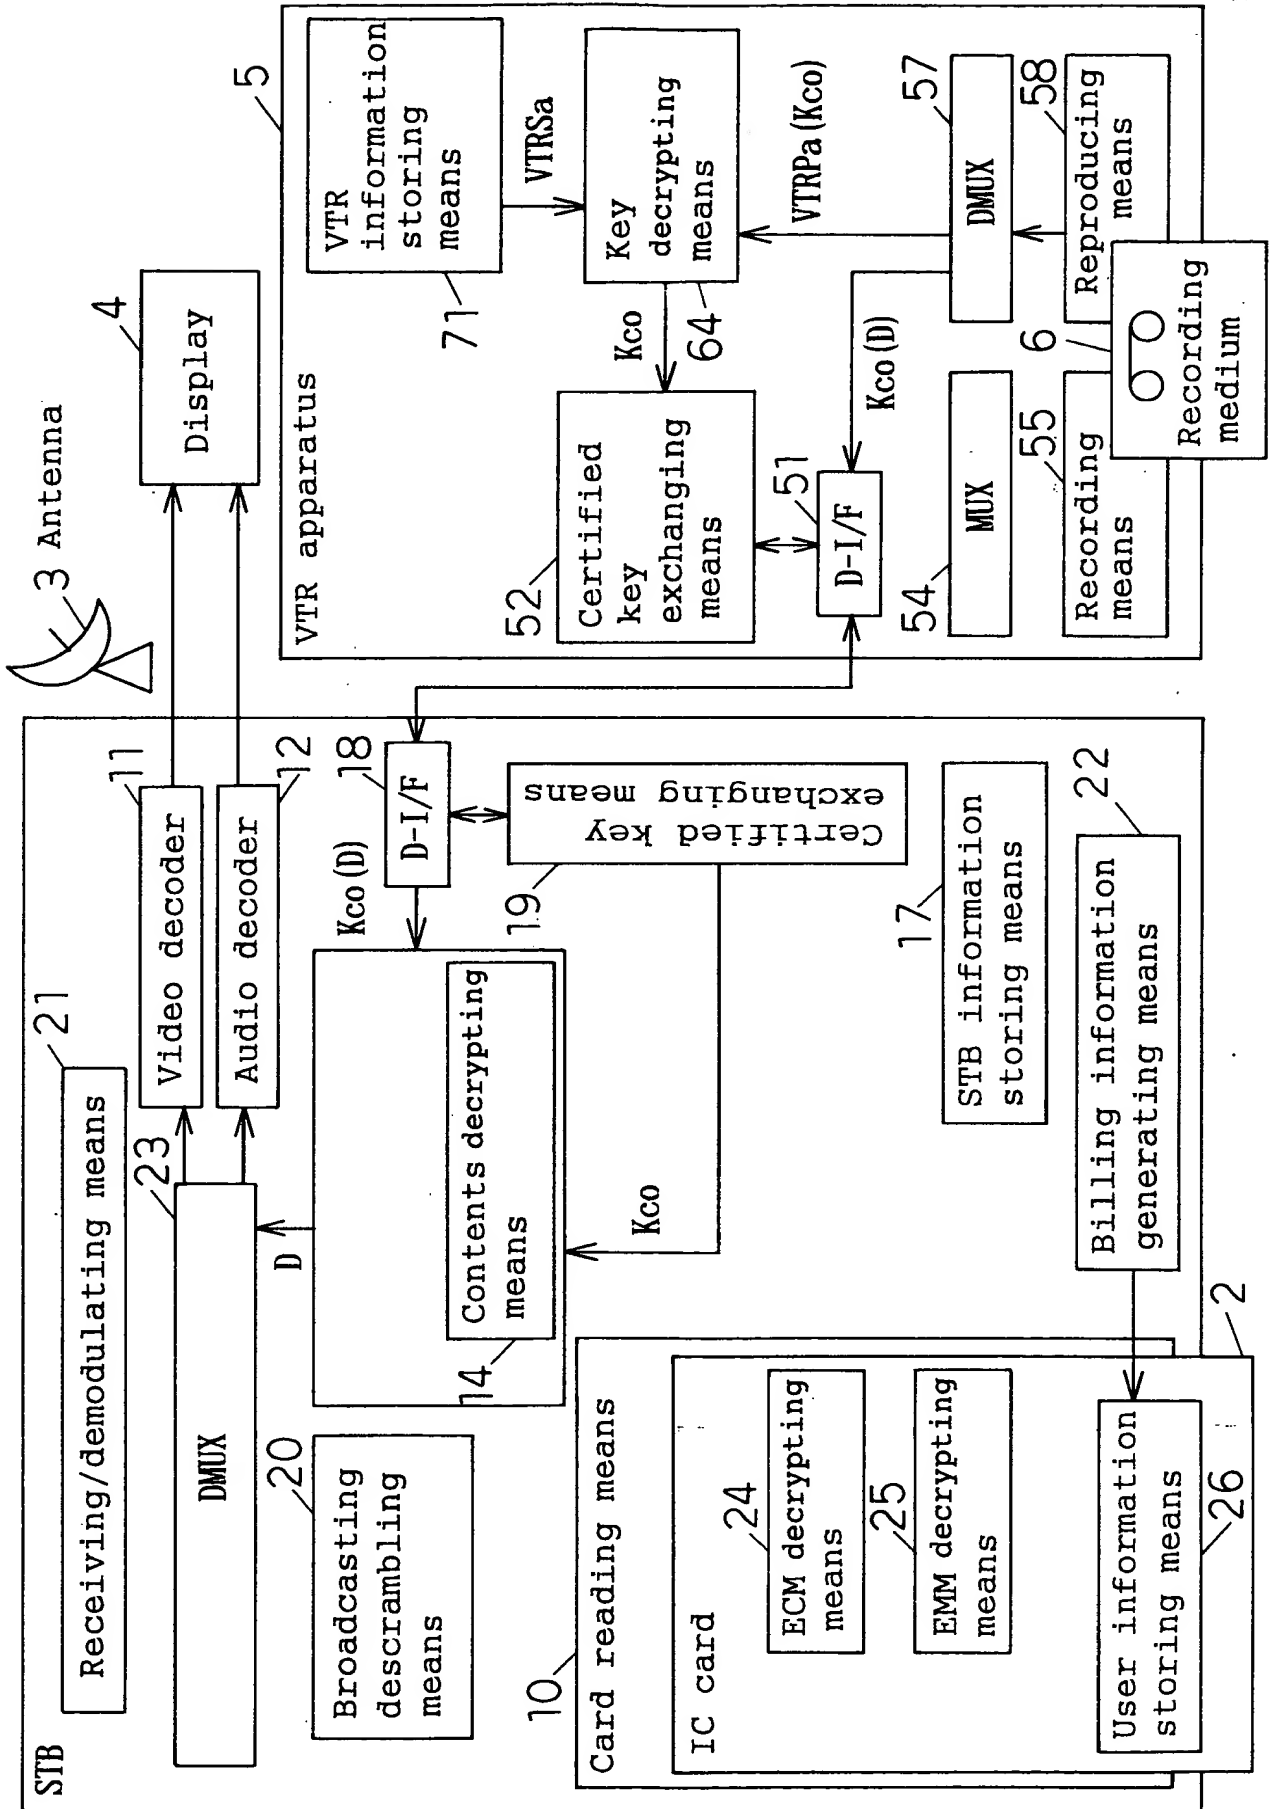 STB
Receiving/demodulating means
21
DMUX
23
Video decoder
11
Audio decoder
12
3 Antenna
Display
4
Broadcasting
descrambling
means
20
D
Contents decrypting
means
14
Kco(D)
D-I/F
18
Certified key
exchanging means
19
Kco
STB information
storing means
17
Billing information
generating means
22
Card reading means
10
IC card
2
ECM decrypting
means
24
EMM decrypting
means
25
User information
storing means
26
VTR apparatus
5
VTR
information
storing
means
71
VTRSa
Key
decrypting
means
64
Kco
Certified
key
exchanging
means
52
VTRPa(Kco)
Kco(D)
D-I/F
51
MUX
54
DMUX
57
Recording
means
55
Reproducing
means
58
6
Recording
medium